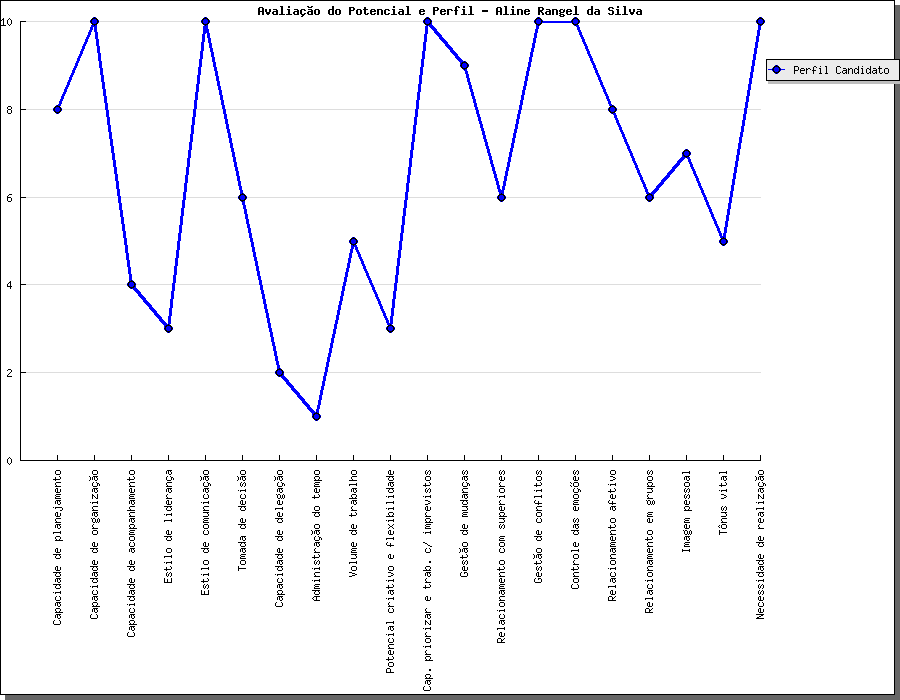 Avaliação do Potencial e Perfil - Aline Rangel da Silva
10
8
6
4
2
0
Perfil Candidato
Capacidade de planejamento
Capacidade de organização
Capacidade de acompanhamento
Estilo de liderança
Estilo de comunicação
Tomada de decisão
Capacidade de delegação
Administração do tempo
Volume de trabalho
Potencial criativo e flexibilidade
Cap. priorizar e trab. c/ imprevistos
Gestão de mudanças
Relacionamento com superiores
Gestão de conflitos
Controle das emoções
Relacionamento afetivo
Relacionamento em grupos
Imagem pessoal
Tônus vital
Necessidade de realização